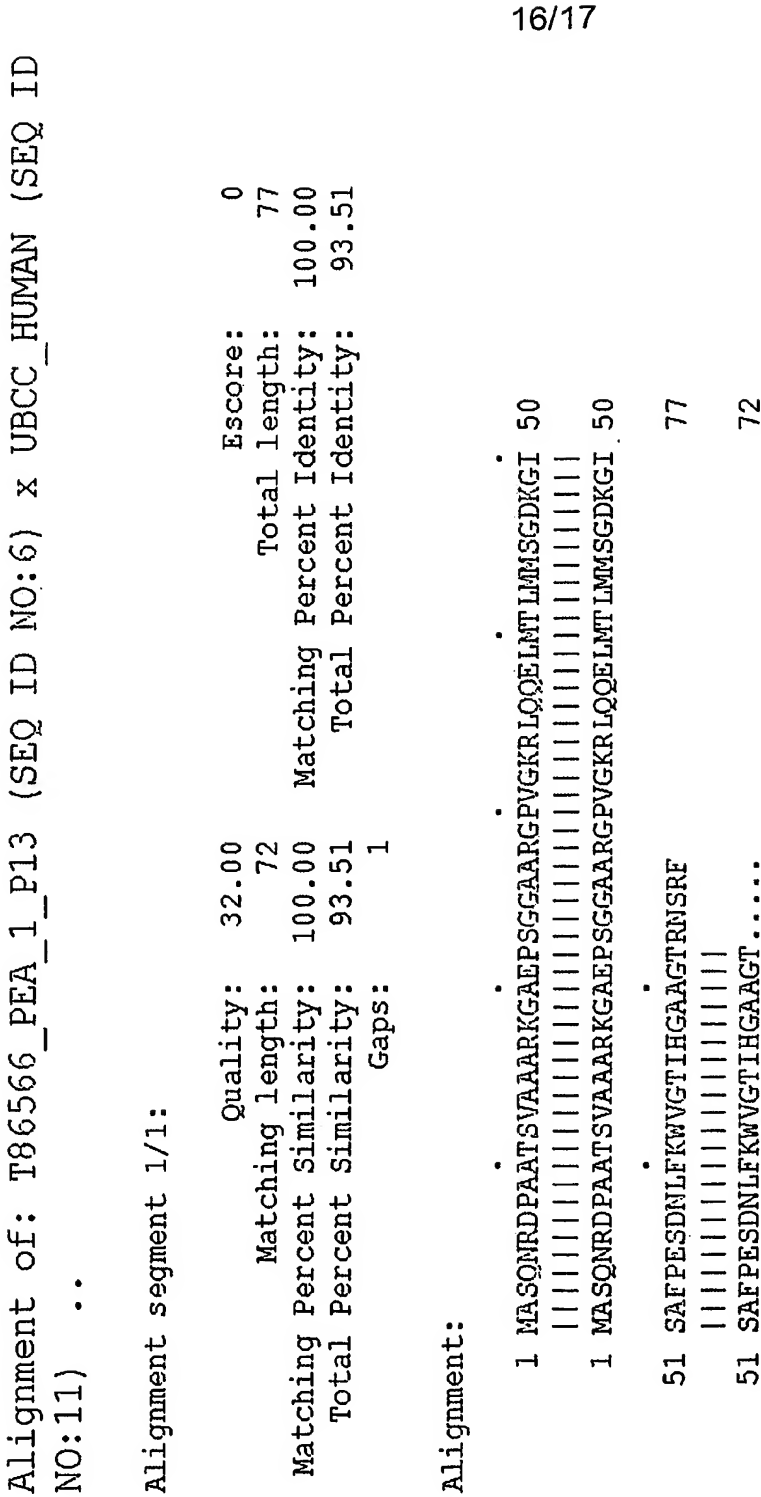 16/17
Alignment of: T86566_PEA_1_P13 (SEQ ID NO:6) x UBCC_HUMAN (SEQ ID
NO:11) ..
Alignment segment 1/1:
Quality: 32.00 Escore: 0
Matching length: 72 Total length: 77
Matching Percent Similarity: 100.00 Matching Percent Identity: 100.00
Total Percent Similarity: 93.51 Total Percent Identity: 93.51
Gaps: 1
Alignment:
. . . . .
1 MASQNRDPAATSVAAARKGAEPSGGAARGPVGKRLQQELMTLMMSGDKGI 50
||||||||||||||||||||||||||||||||||||||||||||||||||
1 MASQNRDPAATSVAAARKGAEPSGGAARGPVGKRLQQELMTLMMSGDKGI 50
. .
51 SAFPESDNLFKWVGTIHGAAGTRNSRF 77
||||||||||||||||||||||
51 SAFPESDNLFKWVGTIHGAAGT..... 72